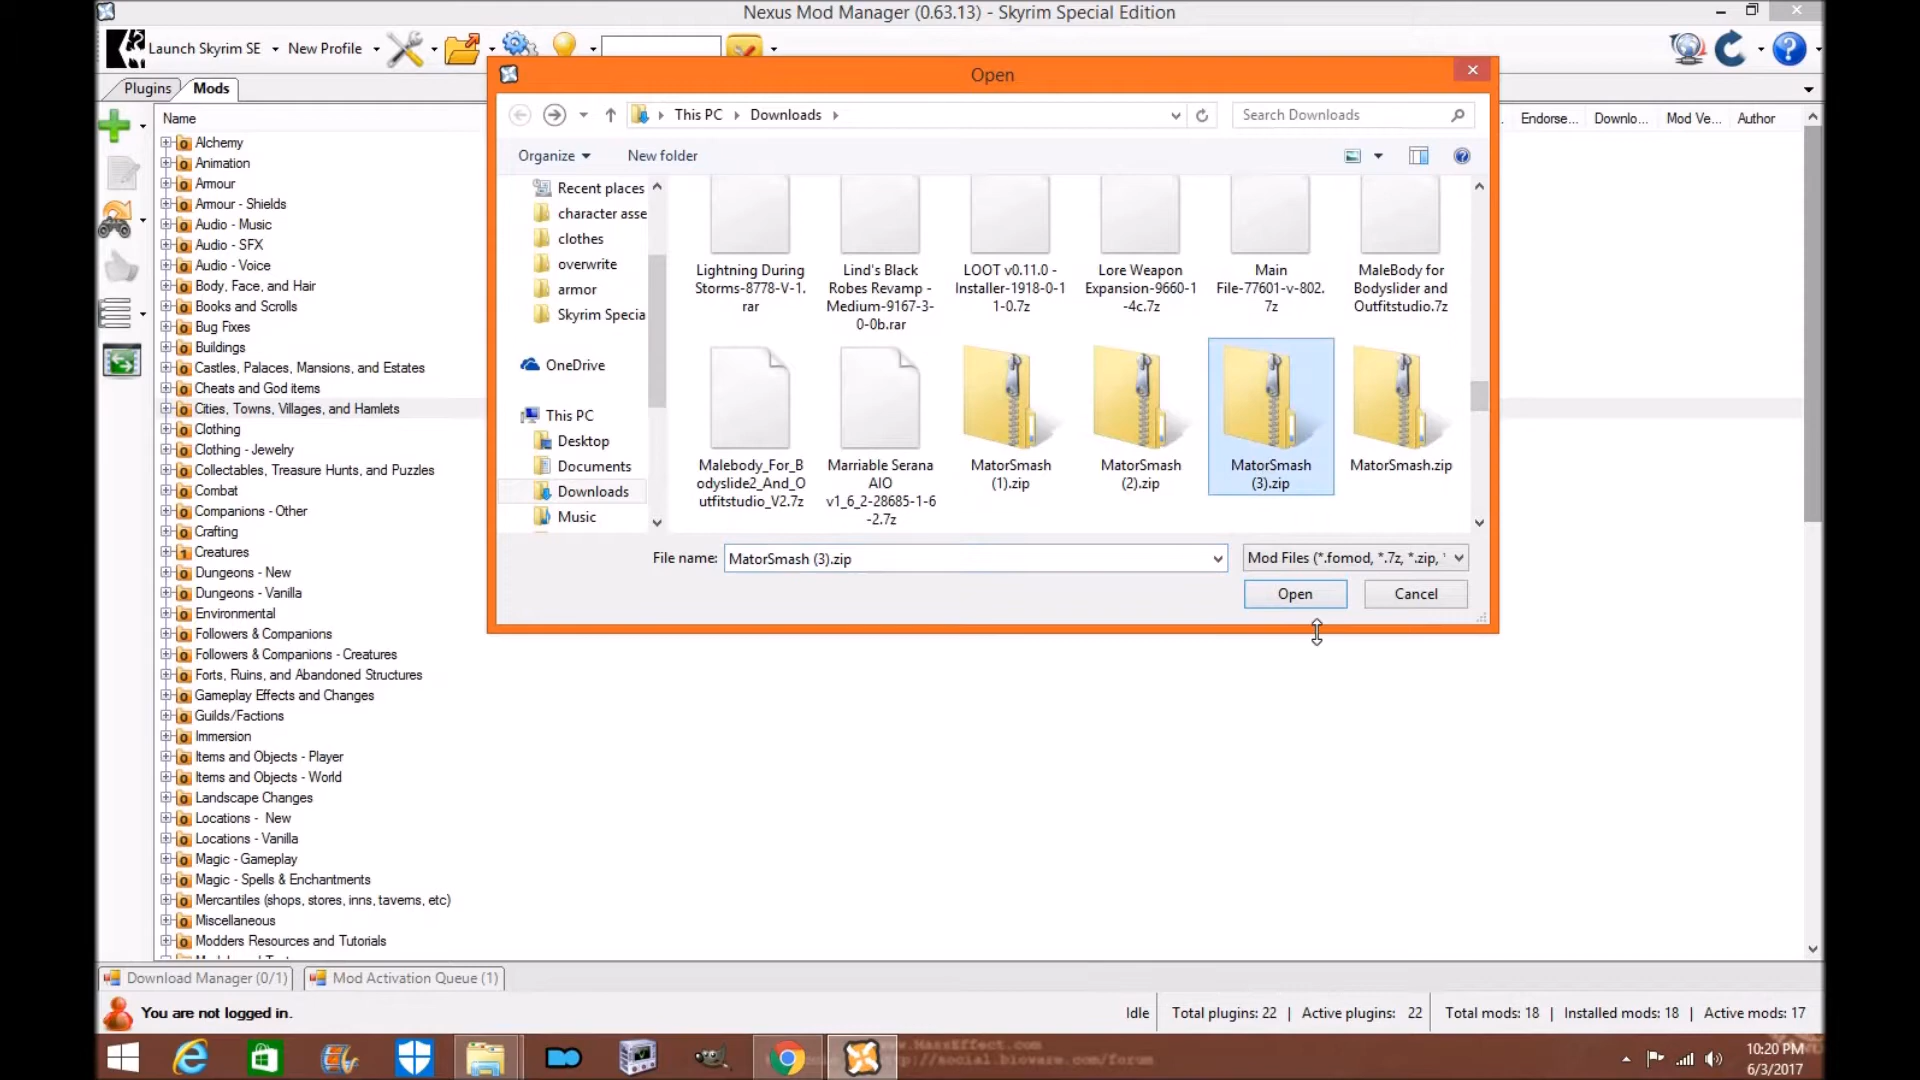 Nexus Mod Manager (0.63.13) - Skyrim Special Edition
Launch Skyrim SE
New Profile
Plugins
Mods
Name
Endorse...
Downlo...
Mod Ve...
Author
Alchemy
Animation
Armour
Armour - Shields
Audio - Music
Audio - SFX
Audio - Voice
Body, Face, and Hair
Books and Scrolls
Bug Fixes
Buildings
Castles, Palaces, Mansions, and Estates
Cheats and God items
Cities, Towns, Villages, and Hamlets
Clothing
Clothing - Jewelry
Collectables, Treasure Hunts, and Puzzles
Combat
Companions - Other
Crafting
Creatures
Dungeons - New
Dungeons - Vanilla
Environmental
Followers & Companions
Followers & Companions - Creatures
Forts, Ruins, and Abandoned Structures
Gameplay Effects and Changes
Guilds/Factions
Immersion
Items and Objects - Player
Items and Objects - World
Landscape Changes
Locations - New
Locations - Vanilla
Magic - Gameplay
Magic - Spells & Enchantments
Mercantiles (shops, stores, inns, taverns, etc)
Miscellaneous
Modders Resources and Tutorials
Open
This PC
Downloads
Search Downloads
Organize
New folder
Recent places
character asse
clothes
overwrite
armor
Skyrim Specia
OneDrive
This PC
Desktop
Documents
Downloads
Music
Lightning During
Storms-8778-V-1.
rar
Lind's Black
Robes Revamp -
Medium-9167-3-
0-0b.rar
LOOT v0.11.0 -
Installer-1918-0-1
1-0.7z
Lore Weapon
Expansion-9660-1
-4c.7z
Main
File-77601-v-802.
7z
MaleBody for
Bodyslider and
Outfitstudio.7z
Malebody_For_B
odyslide2_And_O
utfitstudio_V2.7z
Marriable Serana
AIO
v1_6_2-28685-1-6
-2.7z
MatorSmash
(1).zip
MatorSmash
(2).zip
MatorSmash
(3).zip
MatorSmash.zip
File name:
MatorSmash (3).zip
Mod Files (*.fomod, *.7z, *.zip,
Open
Cancel
Download Manager (0/1)
Mod Activation Queue (1)
You are not logged in.
Idle
Total plugins: 22 | Active plugins: 22
Total mods: 18 | Installed mods: 18 | Active mods: 17
www.MassEffect.com
http://social.bioware.com/forum
10:20 PM
6/3/2017